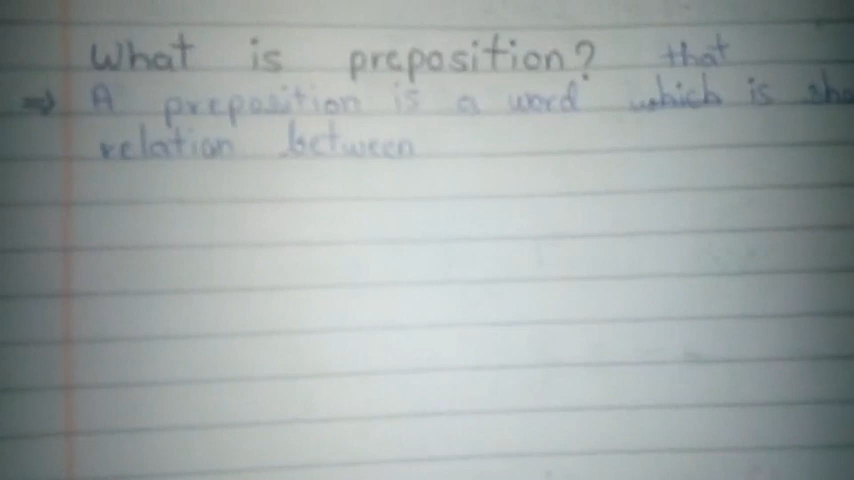 What is preposition? that
⇒ A preposition is a word which is
relation between